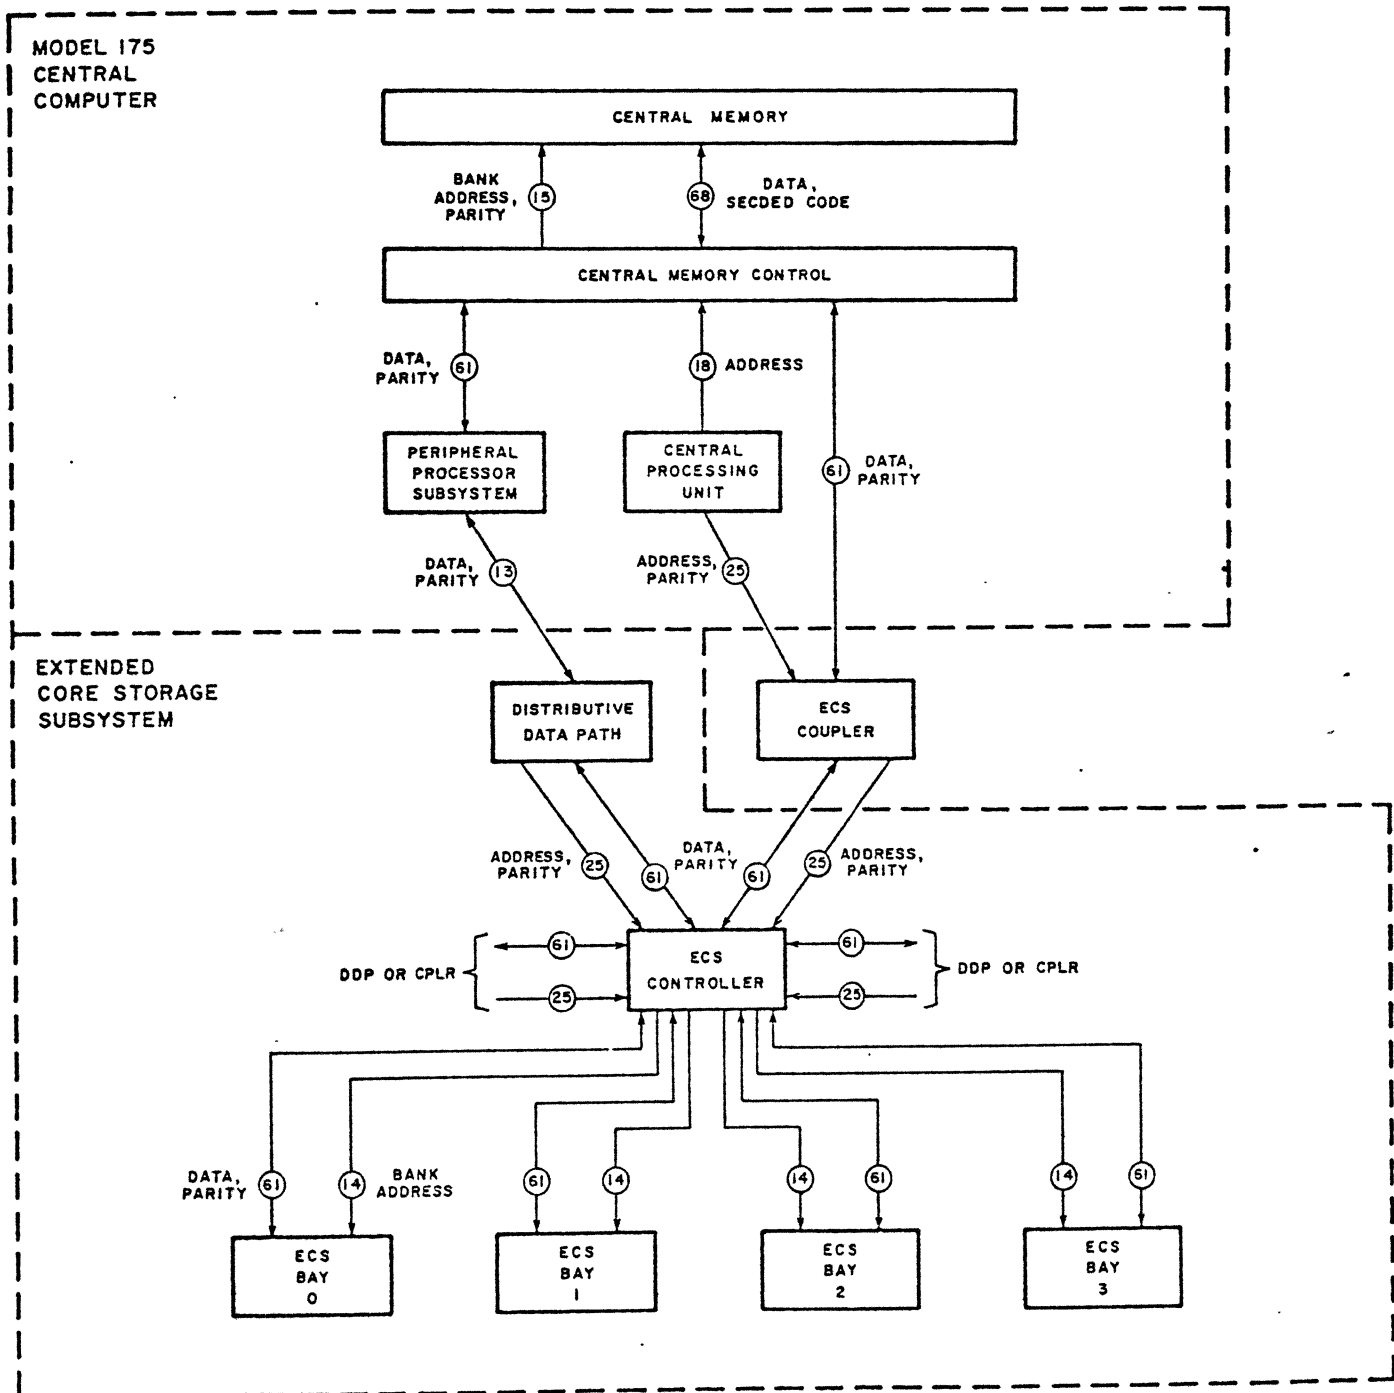 MODEL 175
CENTRAL
COMPUTER
CENTRAL MEMORY
BANK
ADDRESS,
PARITY
15
68
DATA,
SECDED CODE
CENTRAL MEMORY CONTROL
DATA,
PARITY
61
18
ADDRESS
PERIPHERAL
PROCESSOR
SUBSYSTEM
CENTRAL
PROCESSING
UNIT
61
DATA,
PARITY
DATA,
PARITY
13
ADDRESS,
PARITY
25
EXTENDED
CORE STORAGE
SUBSYSTEM
DISTRIBUTIVE
DATA PATH
ECS
COUPLER
ADDRESS,
PARITY
25
61
DATA,
PARITY
61
25
ADDRESS,
PARITY
DDP OR CPLR
61
25
ECS
CONTROLLER
61
25
DDP OR CPLR
DATA,
PARITY
61
14
BANK
ADDRESS
61
14
14
61
14
61
ECS
BAY
0
ECS
BAY
1
ECS
BAY
2
ECS
BAY
3